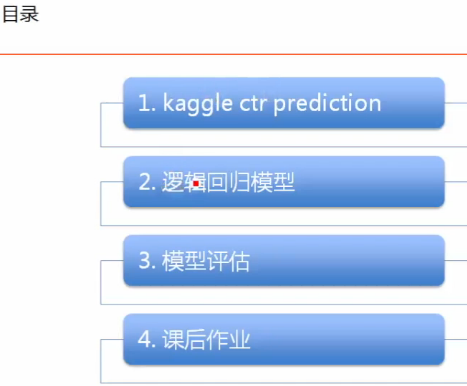 目录
1. kaggle ctr prediction
2. 逻辑回归模型
3. 模型评估
4. 课后作业